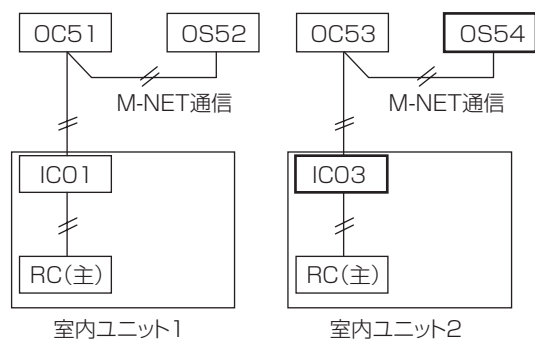 OC51
OS52
M-NET通信
IC01
RC(主)
室内ユニット1
OC53
OS54
M-NET通信
IC03
RC(主)
室内ユニット2